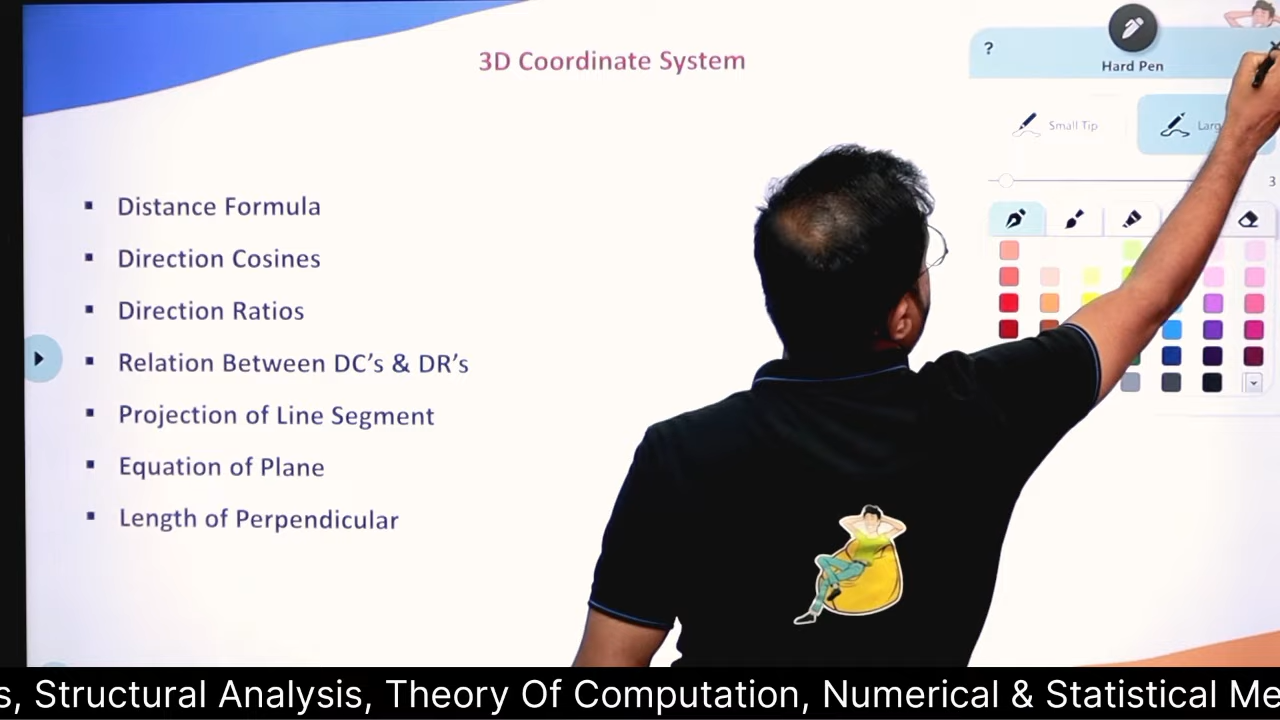 3D Coordinate System
?
Hard Pen
Small Tip
3
▪ Distance Formula
▪ Direction Cosines
▪ Direction Ratios
▪ Relation Between DC’s & DR’s
▪ Projection of Line Segment
▪ Equation of Plane
▪ Length of Perpendicular
s, Structural Analysis, Theory Of Computation, Numerical & Statistical Me